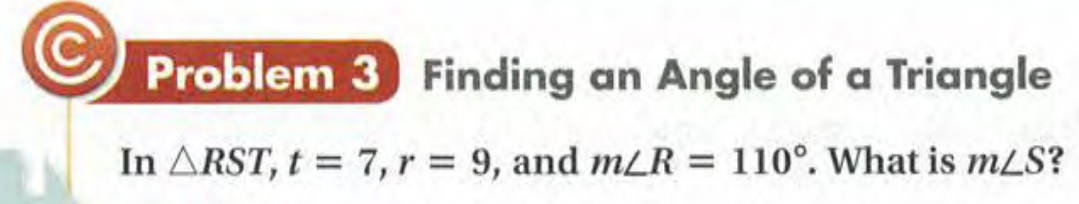 © Problem 3 Finding an Angle of a Triangle
In △RST, t = 7, r = 9, and m∠R = 110°. What is m∠S?